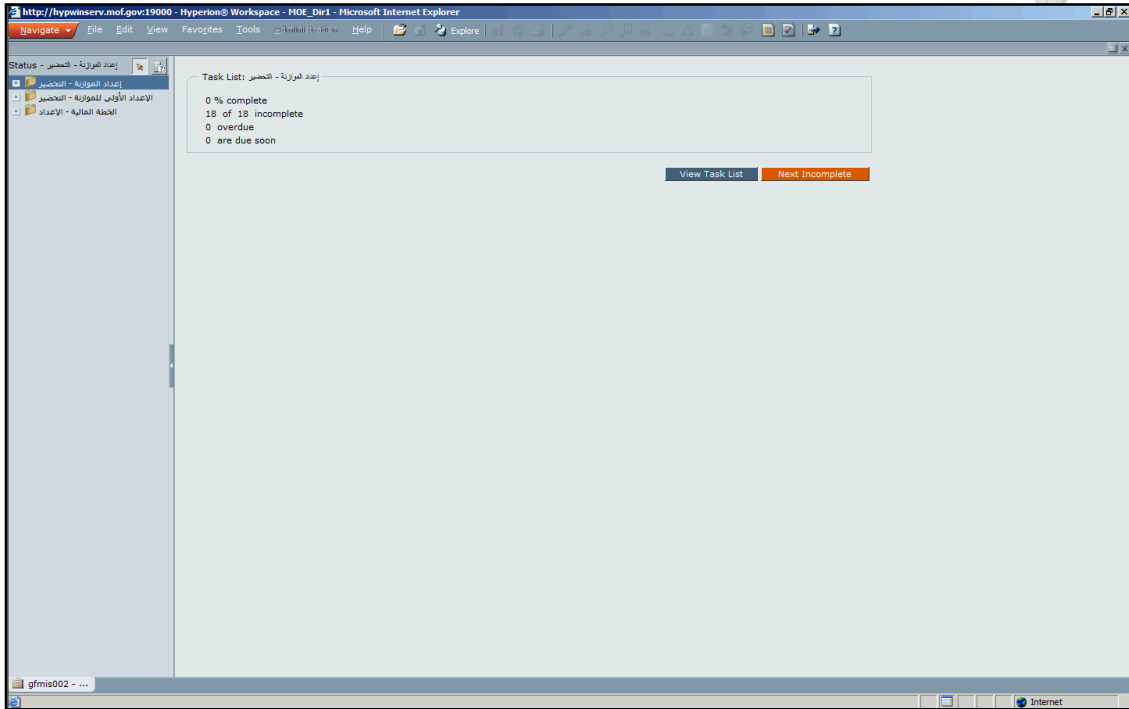 http://hypwinserv.mof.gov:19000 - Hyperion® Workspace - MOE_Dir1 - Microsoft Internet Explorer
Navigate File Edit View Favorites Tools Administration Help Explore
Status - إعداد الموازنة - التحضير
إعداد الموازنة - التحضير
الإعداد الأولي للموازنة - التحضير
الخطة المالية - الإعداد
Task List: إعداد الموازنة - التحضير
0 % complete
18 of 18 incomplete
0 overdue
0 are due soon
View Task List Next Incomplete
gfmis002 - ...
Internet